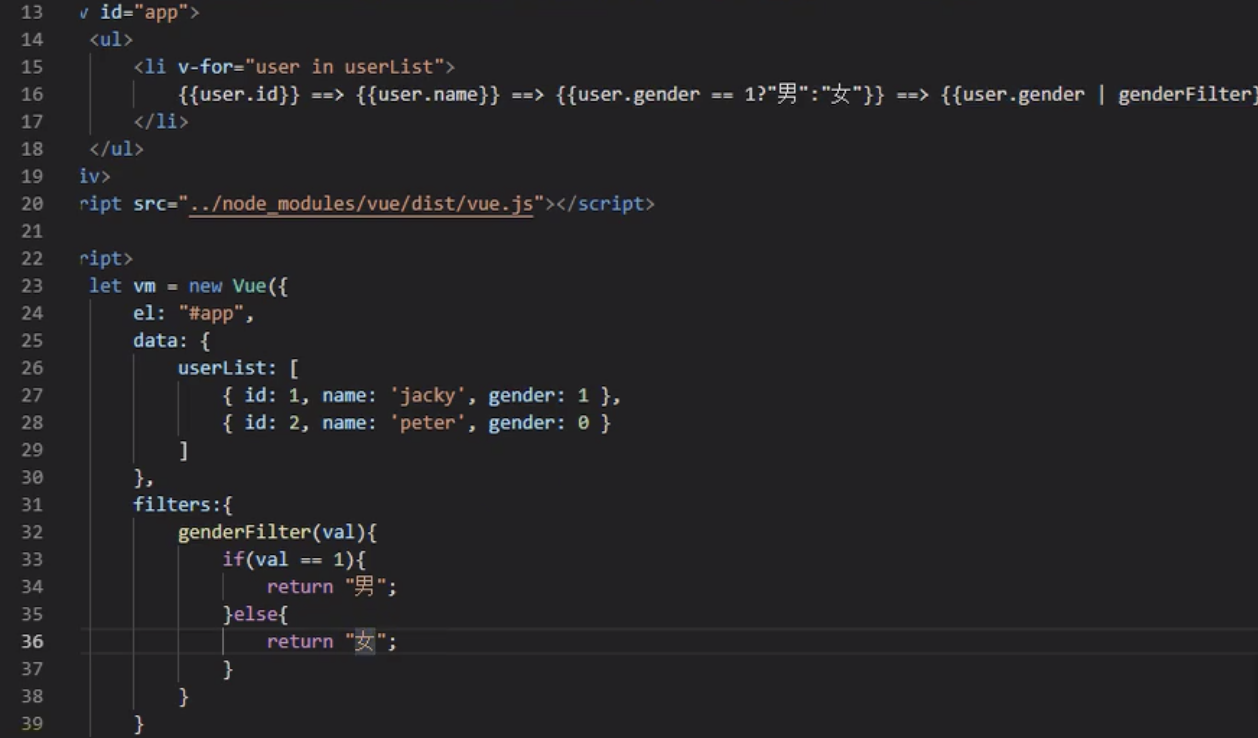 13 v id="app">
14 <ul>
15 <li v-for="user in userList">
16 {{user.id}} ==> {{user.name}} ==> {{user.gender == 1?"男":"女"}} ==> {{user.gender | genderFilter}
17 </li>
18 </ul>
19 iv>
20 ript src="../node_modules/vue/dist/vue.js"></script>
21
22 ript>
23 let vm = new Vue({
24 el: "#app",
25 data: {
26 userList: [
27 { id: 1, name: 'jacky', gender: 1 },
28 { id: 2, name: 'peter', gender: 0 }
29 ]
30 },
31 filters:{
32 genderFilter(val){
33 if(val == 1){
34 return "男";
35 }else{
36 return "女";
37 }
38 }
39 }